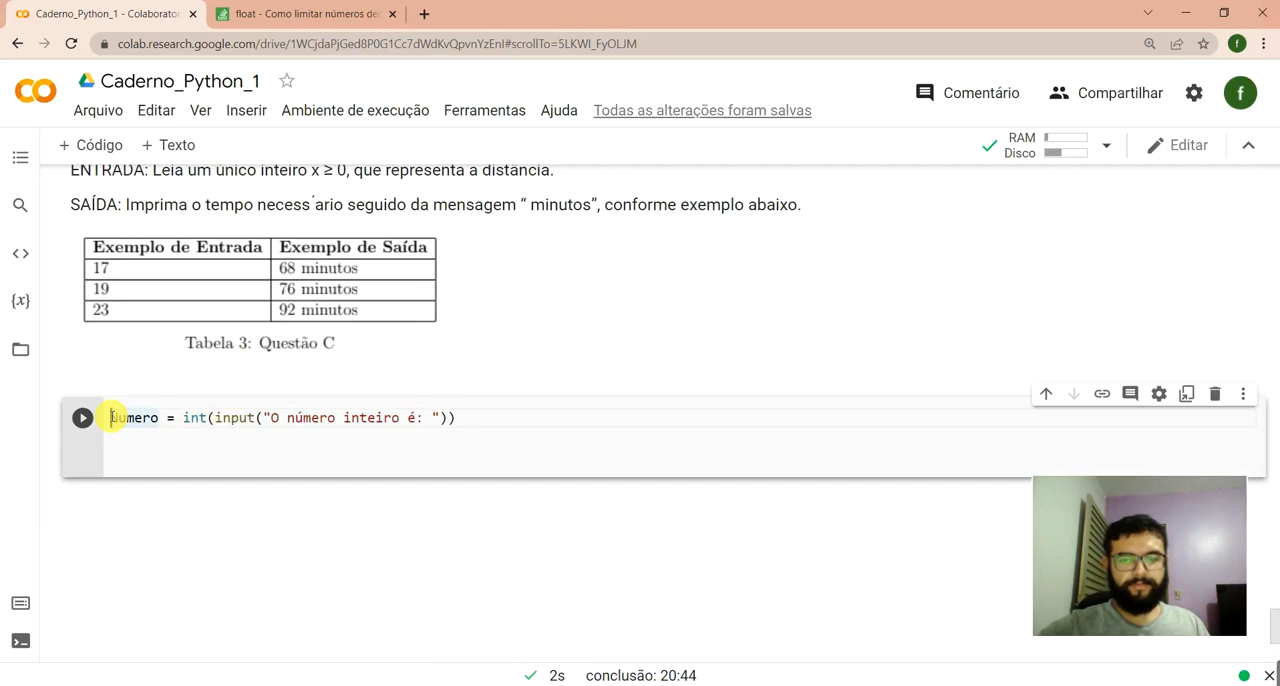 Caderno_Python_1 - Colaborator
float - Como limitar números de
colab.research.google.com/drive/1WCjdaPjGed8P0G1Cc7dWdKvQpvnYzEnI#scrollTo=5LKWI_FyOLJM
f
Caderno_Python_1
Arquivo Editar Ver Inserir Ambiente de execução Ferramentas Ajuda Todas as alterações foram salvas
Comentário Compartilhar f
+ Código + Texto
RAM
Disco
Editar
ENTRADA: Leia um único inteiro x ≥ 0, que representa a distância.
SAÍDA: Imprima o tempo necess ́ario seguido da mensagem “ minutos”, conforme exemplo abaixo.
Exemplo de Entrada Exemplo de Saída
17 68 minutos
19 76 minutos
23 92 minutos
Tabela 3: Questão C
Numero = int(input("O número inteiro é: "))
2s conclusão: 20:44